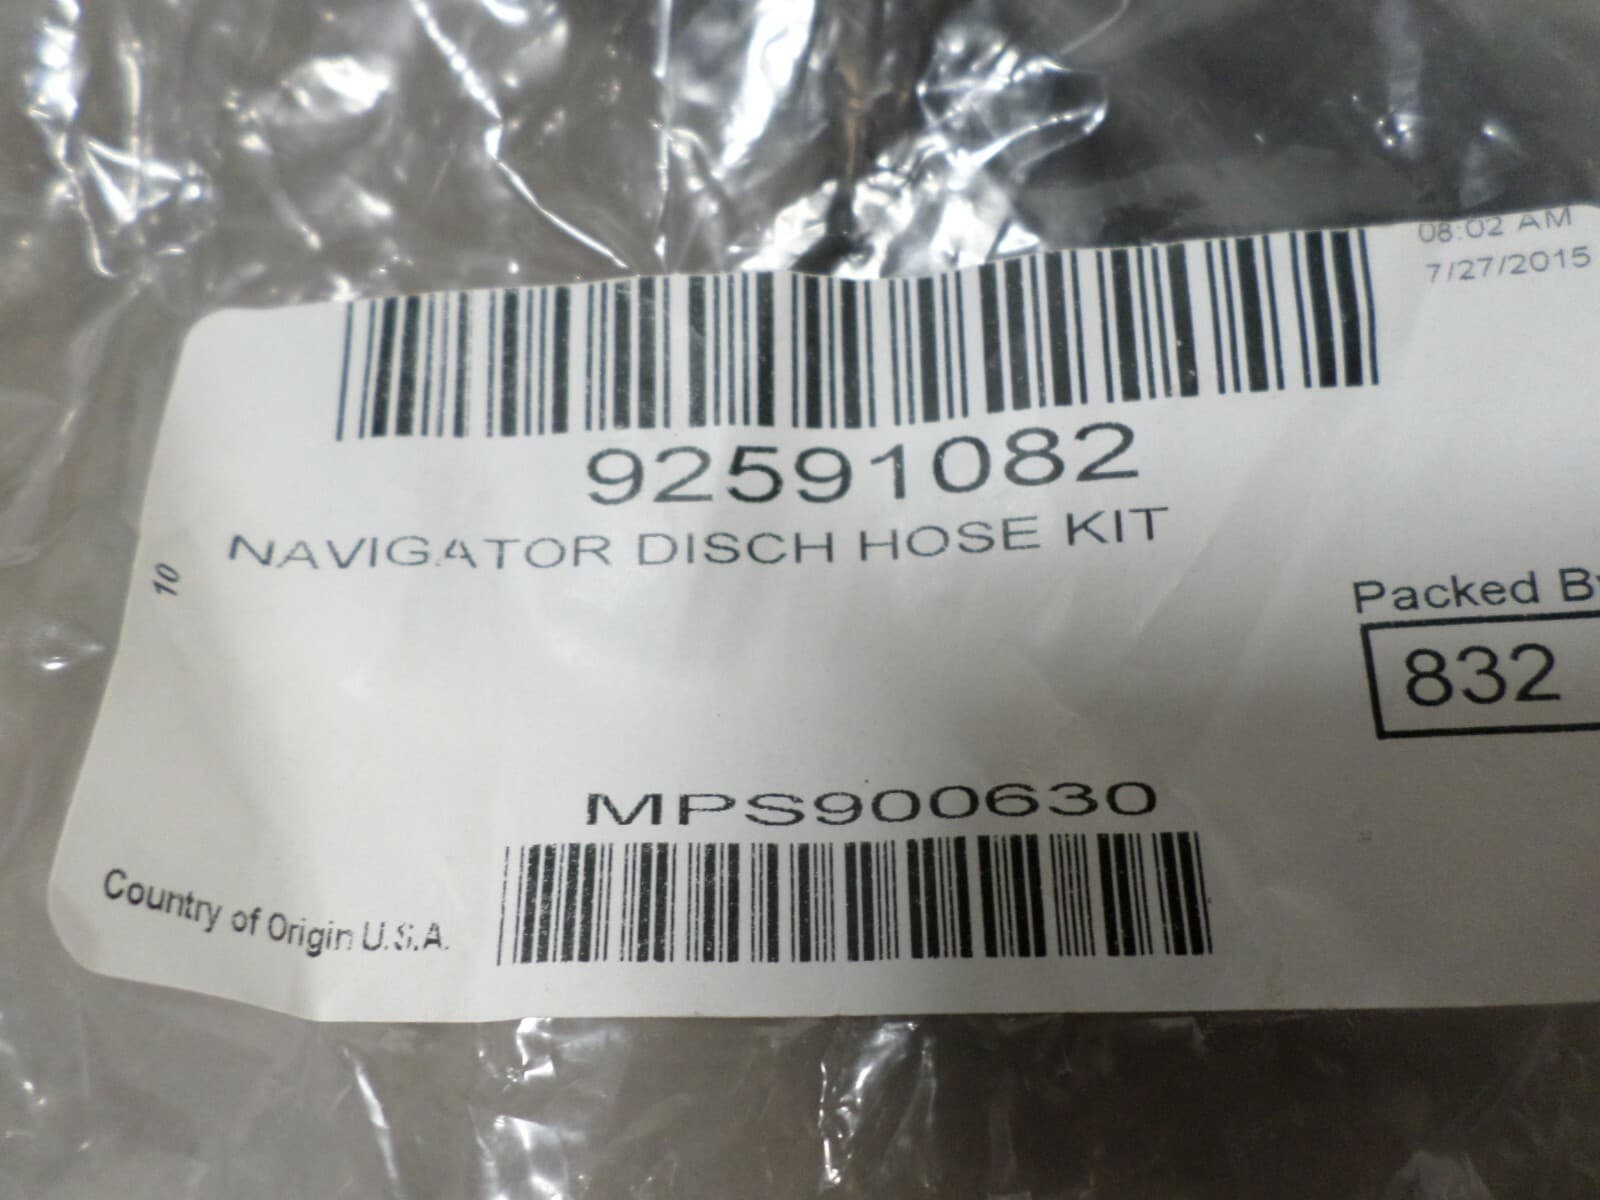 08:02 AM
7/27/2015
92591082
NAVIGATOR DISCH HOSE KIT
10
Packed By
832
MPS900630
Country of Origin U.S.A.